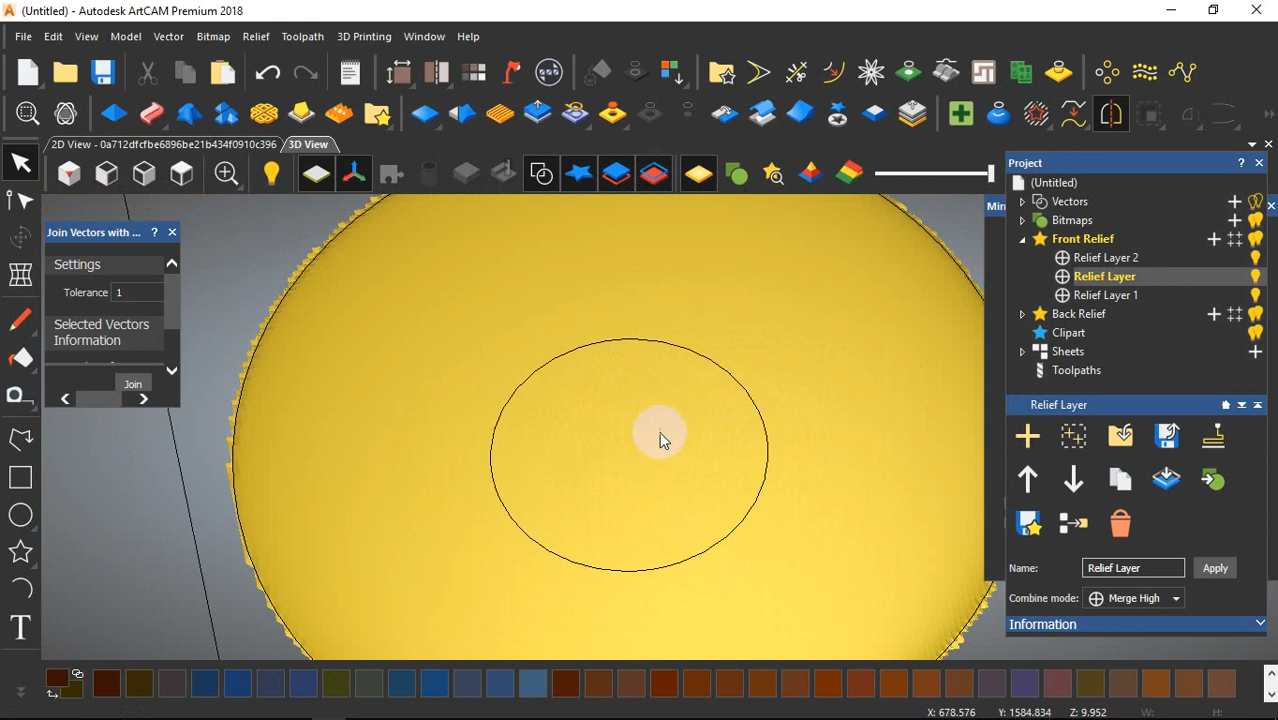 (Untitled) - Autodesk ArtCAM Premium 2018
File Edit View Model Vector Bitmap Relief Toolpath 3D Printing Window Help
2D View - 0a712dfcfbe6896be21b434f0910c396 3D View
Project ?
(Untitled)
Vectors
Bitmaps
Front Relief
Relief Layer 2
Relief Layer
Relief Layer 1
Back Relief
Clipart
Sheets
Toolpaths
Relief Layer
Name: Relief Layer Apply
Combine mode: Merge High
Information
Mir
Join Vectors with ... ?
Settings
Tolerance 1
Selected Vectors
Information
Join
T
X: 678.576 Y: 1584.834 Z: 9.952 W: H: